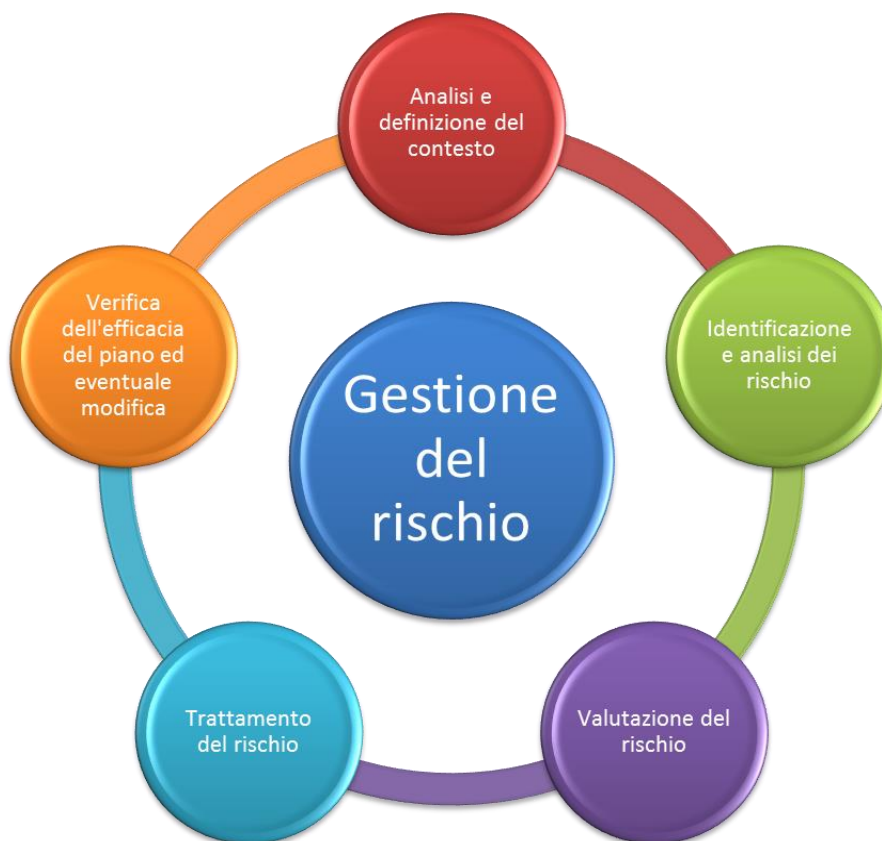 Analisi e
definizione del
contesto
Identificazione
e analisi dei
rischio
Valutazione del
rischio
Trattamento
del rischio
Verifica
dell'efficacia
del piano ed
eventuale
modifica
Gestione
del
rischio